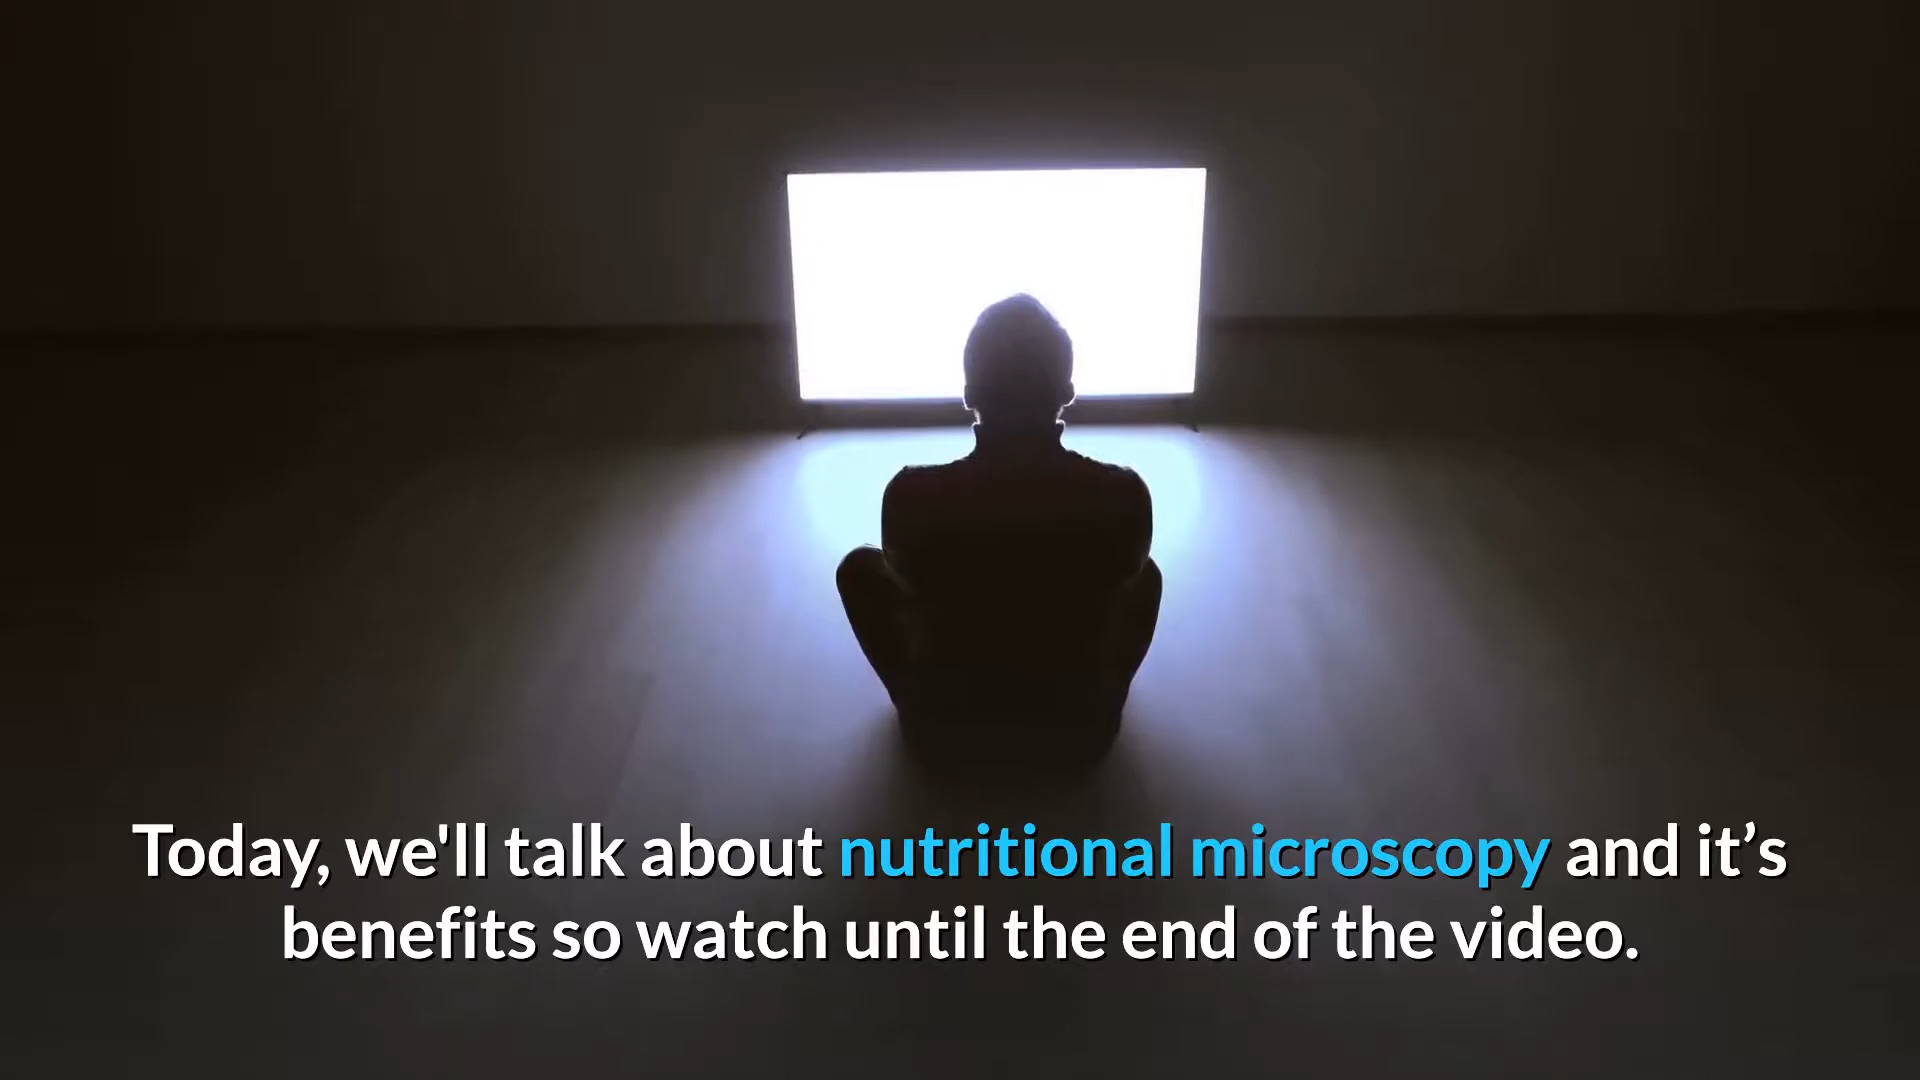 Today, we'll talk about nutritional microscopy and it’s
benefits so watch until the end of the video.